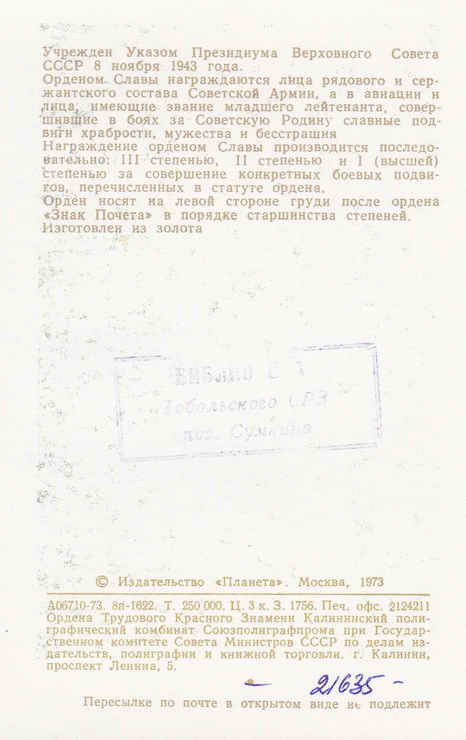 Учрежден Указом Президиума Верховного Совета
СССР 8 ноября 1943 года.
Орденом Славы награждаются лица рядового и сер-
жантского состава Советской Армии, а в авиации и
лица, имеющие звание младшего лейтенанта, совер-
шившие в боях за Советскую Родину славные под-
виги храбрости, мужества и бесстрашия
Награждение орденом Славы производится последо-
вательно: III степенью, II степенью и I (высшей)
степенью за совершение конкретных боевых подви-
гов, перечисленных в статуте ордена.
Орден носят на левой стороне груди после ордена
«Знак Почета» в порядке старшинства степеней.
Изготовлен из золота
Тобольского СРЗ
пос. Сумкино
© Издательство «Планета». Москва, 1973
А06710-73. 8п-1622. Т. 250 000. Ц. 3 к. З. 1756. Печ. офс. 2124211
Ордена Трудового Красного Знамени Калининский поли-
графический комбинат Союзполиграфпрома при Государ-
ственном комитете Совета Министров СССР по делам из-
дательств, полиграфии и книжной торговли. г. Калинин,
проспект Ленина, 5.
21635 -
Пересылке по почте в открытом виде не подлежит